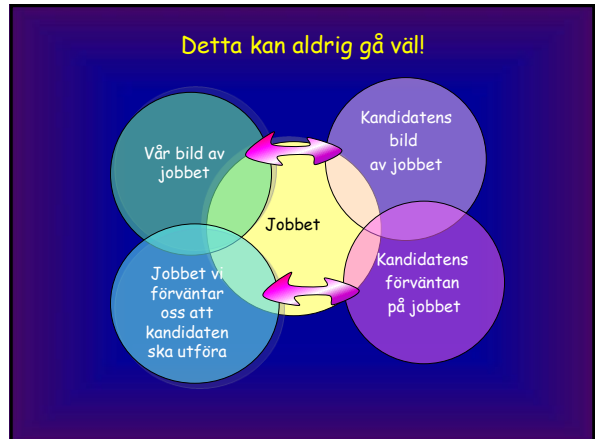 Detta kan aldrig gå väl!
Vår bild av
jobbet
Kandidatens
bild
av jobbet
Jobbet
Jobbet vi
förväntar
oss att
kandidaten
ska utföra
Kandidatens
förväntan
på jobbet